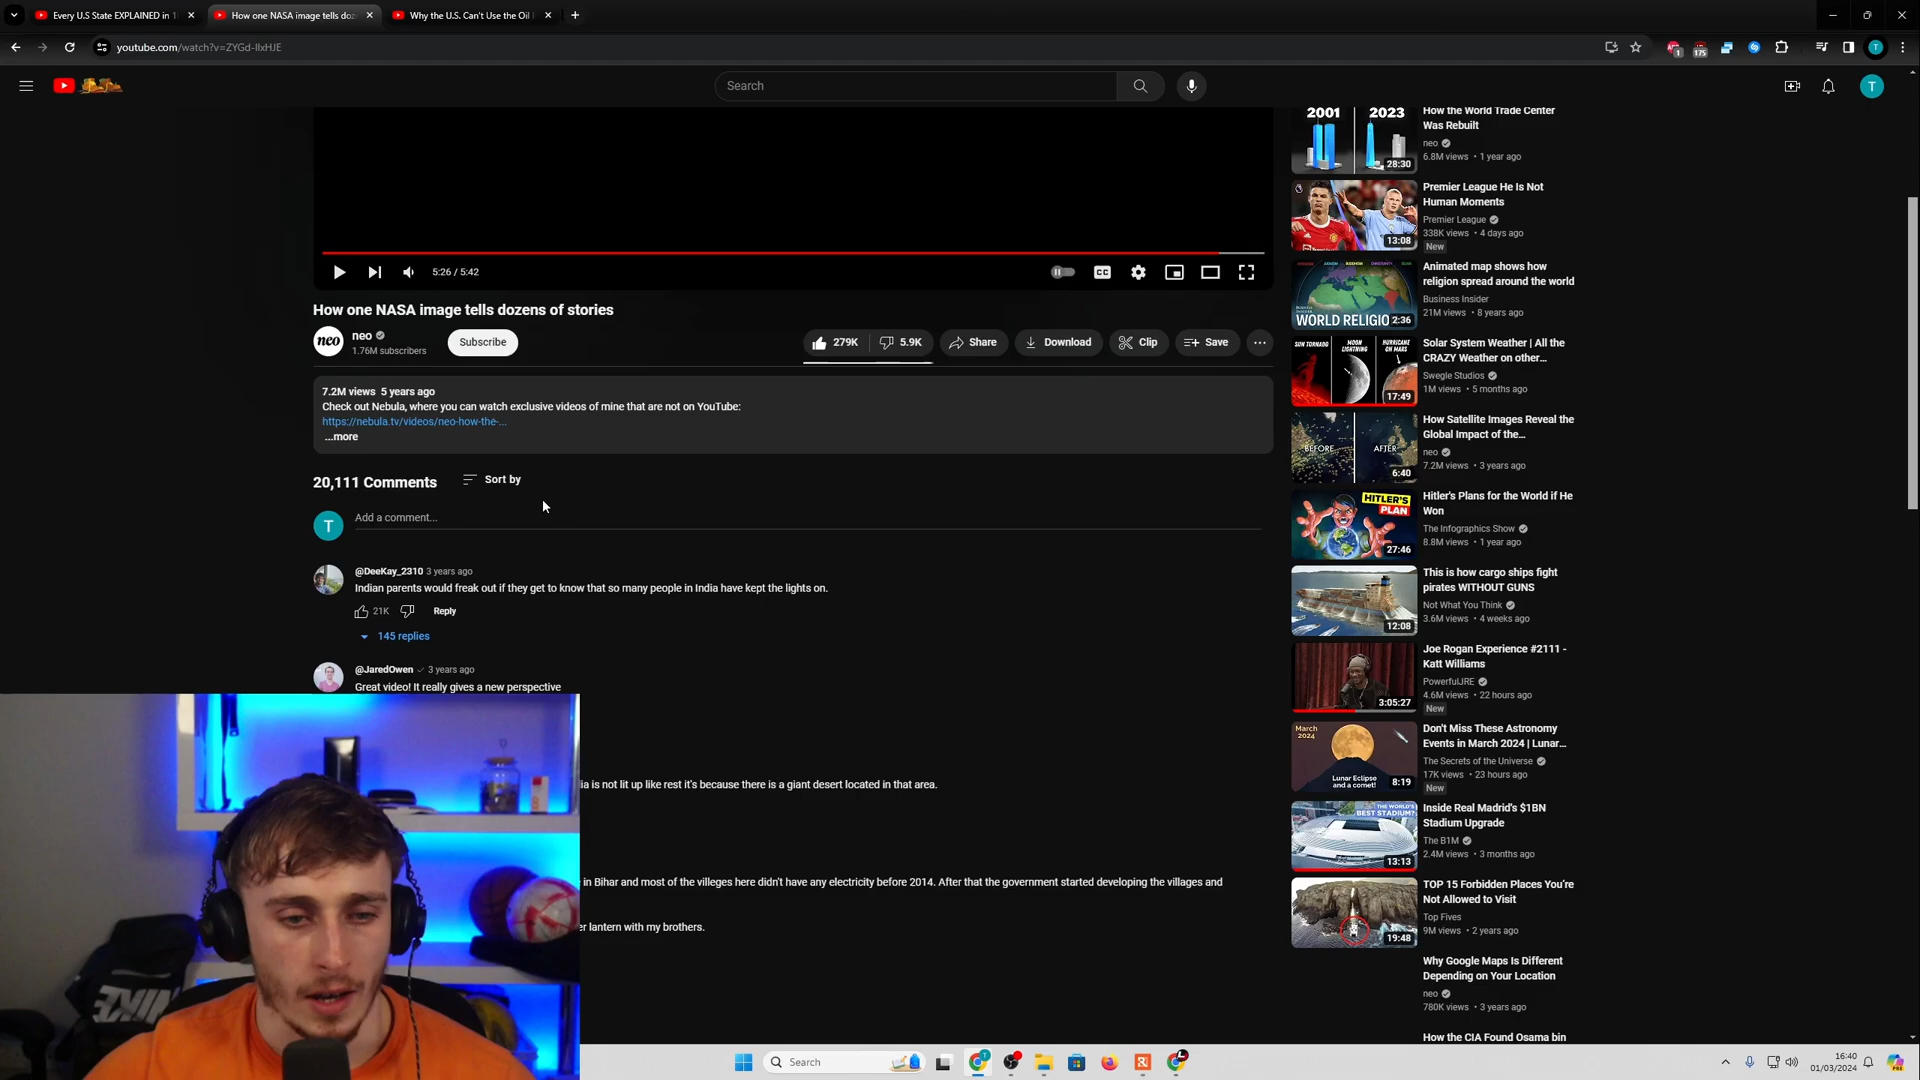 Every U.S State EXPLAINED in 1
How one NASA image tells doz
Why the U.S. Can't Use the Oil
youtube.com/watch?v=ZYGd-IlxHJE
1
175
T
Search
T
5:26 / 5:42
CC
How one NASA image tells dozens of stories
neo
neo
1.76M subscribers
Subscribe
279K
5.9K
Share
Download
Clip
Save
7.2M views 5 years ago
Check out Nebula, where you can watch exclusive videos of mine that are not on YouTube:
https://nebula.tv/videos/neo-how-the-...
...more
20,111 Comments
Sort by
T
Add a comment...
@DeeKay_2310 3 years ago
Indian parents would freak out if they get to know that so many people in India have kept the lights on.
21K
Reply
145 replies
@JaredOwen 3 years ago
Great video! It really gives a new perspective
ia is not lit up like rest it's because there is a giant desert located in that area.
in Bihar and most of the villeges here didn't have any electricity before 2014. After that the government started developing the villages and
er lantern with my brothers.
2001 2023
28:30
How the World Trade Center
Was Rebuilt
neo
6.8M views • 1 year ago
13:08
Premier League He Is Not
Human Moments
Premier League
338K views • 4 days ago
New
WORLD RELIGIO
2:36
Animated map shows how
religion spread around the world
Business Insider
21M views • 8 years ago
SUN TORNADO
MOON LIGHTNING
HURRICANE ON MARS
17:49
Solar System Weather | All the
CRAZY Weather on other...
Swegle Studios
1M views • 5 months ago
BEFORE
AFTER
6:40
How Satellite Images Reveal the
Global Impact of the...
neo
7.2M views • 3 years ago
HITLER'S
PLAN
27:46
Hitler's Plans for the World if He
Won
The Infographics Show
8.8M views • 1 year ago
12:08
This is how cargo ships fight
pirates WITHOUT GUNS
Not What You Think
3.6M views • 4 weeks ago
3:05:27
Joe Rogan Experience #2111 -
Katt Williams
PowerfulJRE
4.6M views • 22 hours ago
New
March
2024
Lunar Eclipse
and a comet!
8:19
Don't Miss These Astronomy
Events in March 2024 | Lunar...
The Secrets of the Universe
17K views • 23 hours ago
New
THE WORLD'S
BEST STADIUM?
13:13
Inside Real Madrid's $1BN
Stadium Upgrade
The B1M
2.4M views • 3 months ago
19:48
TOP 15 Forbidden Places You're
Not Allowed to Visit
Top Fives
9M views • 2 years ago
Why Google Maps Is Different
Depending on Your Location
neo
780K views • 3 years ago
How the CIA Found Osama bin
NIKE
Search
16:40
01/03/2024